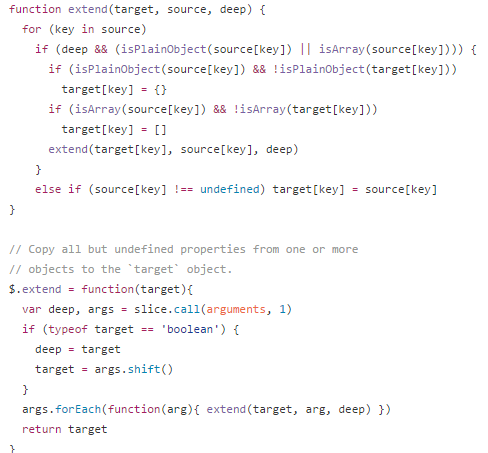 function extend(target, source, deep) {
  for (key in source)
    if (deep && (isPlainObject(source[key]) || isArray(source[key]))) {
      if (isPlainObject(source[key]) && !isPlainObject(target[key]))
        target[key] = {}
      if (isArray(source[key]) && !isArray(target[key]))
        target[key] = []
      extend(target[key], source[key], deep)
    }
    else if (source[key] !== undefined) target[key] = source[key]
}

// Copy all but undefined properties from one or more
// objects to the `target` object.
$.extend = function(target){
  var deep, args = slice.call(arguments, 1)
  if (typeof target == 'boolean') {
    deep = target
    target = args.shift()
  }
  args.forEach(function(arg){ extend(target, arg, deep) })
  return target
}